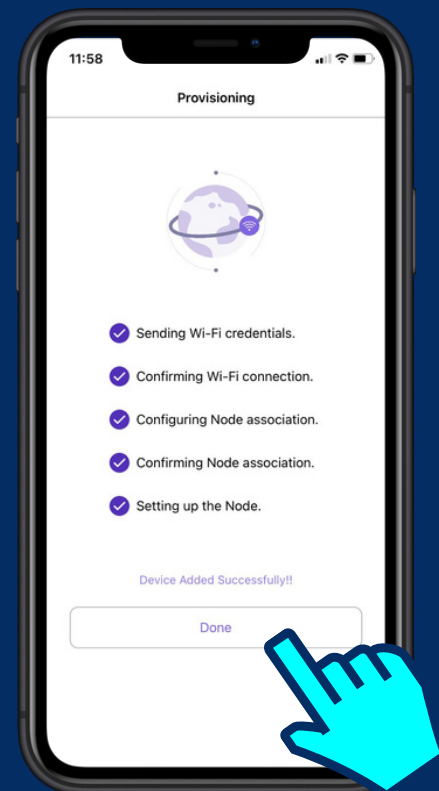 11:58
Provisioning
Sending Wi-Fi credentials.
Confirming Wi-Fi connection.
Configuring Node association.
Confirming Node association.
Setting up the Node.
Device Added Successfully!!
Done